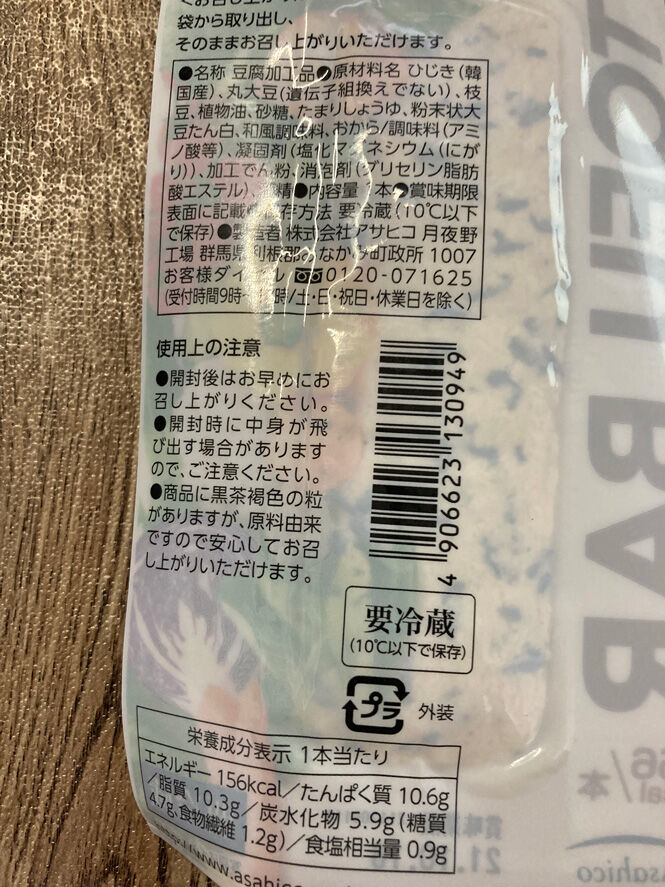 袋から取り出し、
そのままお召し上がりいただけます。
●名称 豆腐加工品●原材料名 ひじき(韓
国産)、丸大豆(遺伝子組換えでない)、枝
豆、植物油、砂糖、たまりしょうゆ、粉末状大
豆たん白、和風調味料、おから/調味料(アミ
ノ酸等)、凝固剤(塩化マグネシウム(にが
り))、加工でん粉、消泡剤(グリセリン脂肪
酸エステル)、精●内容量 本●賞味期限
表面に記載●保存方法 要冷蔵(10℃以下
で保存)●製造者 株式会社アサヒコ 月夜野
工場 群馬県利根郡みなかみ町政所 1007
お客様ダイヤル 0120-071625
(受付時間9時~時/土・日・祝日・休業日を除く)
使用上の注意
●開封後はお早めにお
召し上がりください。
●開封時に中身が飛
び出す場合があります
ので、ご注意ください。
●商品に黒茶褐色の粒
がありますが、原料由来
ですので安心してお召
し上がりいただけます。
4 906623 130949
要冷蔵
(10℃以下で保存)
プラ 外装
栄養成分表示 1本当たり
エネルギー 156kcal/たんぱく質 10.6g
/脂質 10.3g/炭水化物 5.9g(糖質
4.7g、食物繊維 1.2g)/食塩相当量 0.9g
TOFU BAR
/本
asahico